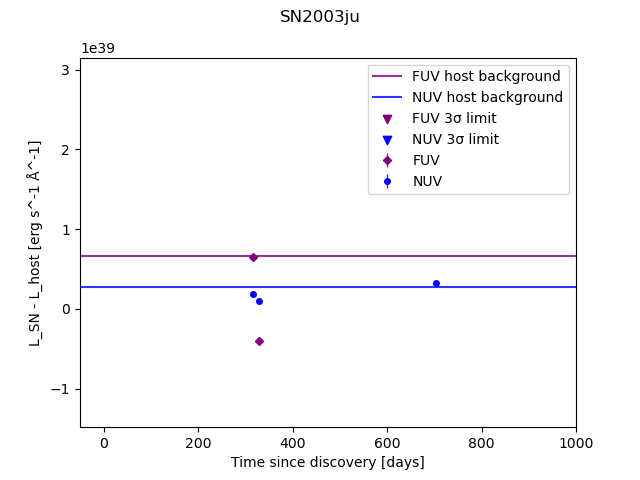 SN2003ju
1e39
3
2
1
0
−1
L_SN - L_host [erg s^-1 Å^-1]
FUV host background
NUV host background
FUV 3σ limit
NUV 3σ limit
FUV
NUV
0 200 400 600 800 1000
Time since discovery [days]